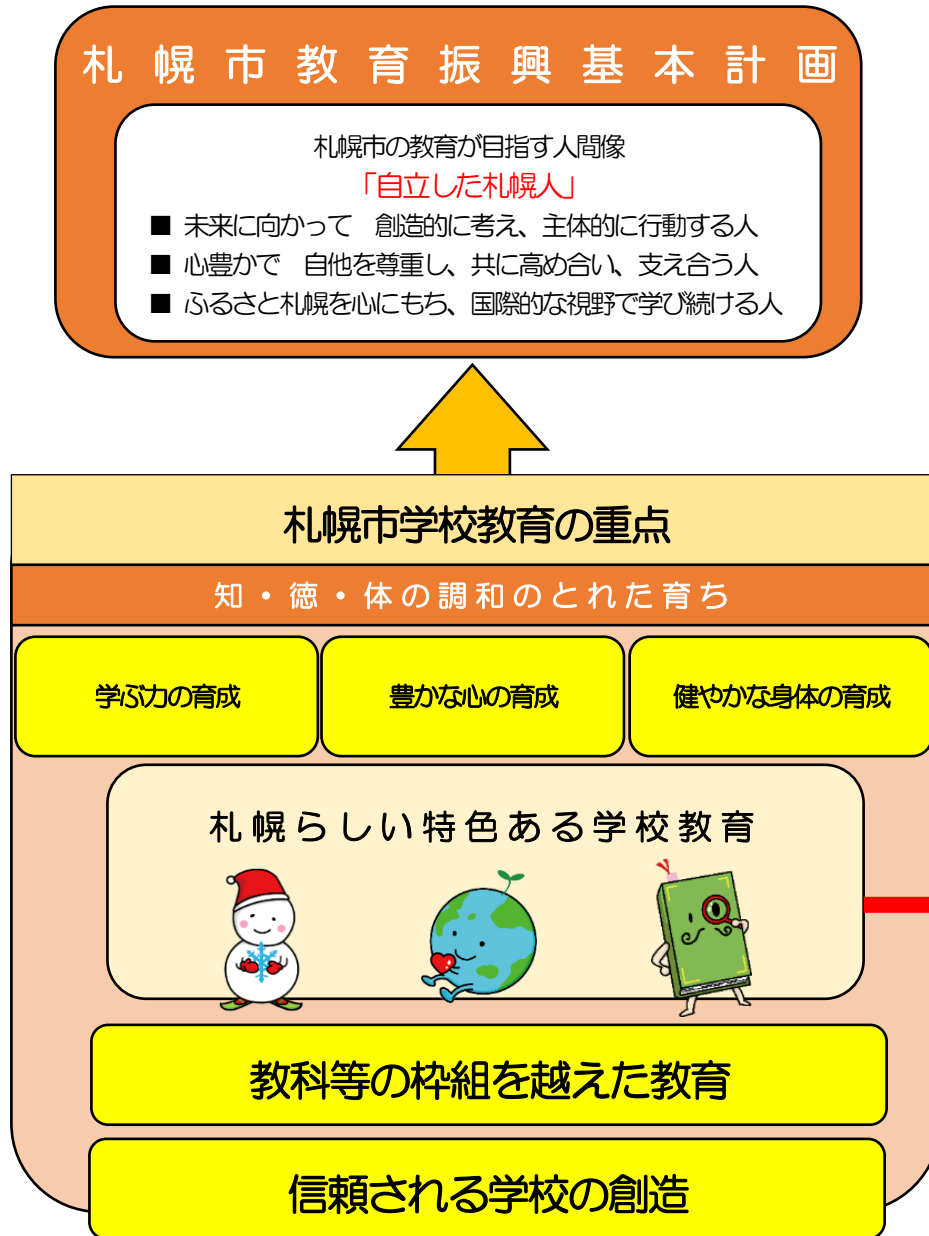 札幌市教育振興基本計画
札幌市の教育が目指す人間像
「自立した札幌人」
■ 未来に向かって　創造的に考え、主体的に行動する人
■ 心豊かで　自他を尊重し、共に高め合い、支え合う人
■ ふるさと札幌を心にもち、国際的な視野で学び続ける人
札幌市学校教育の重点
知・徳・体の調和のとれた育ち
学ぶ力の育成
豊かな心の育成
健やかな身体の育成
札幌らしい特色ある学校教育
教科等の枠組を越えた教育
信頼される学校の創造